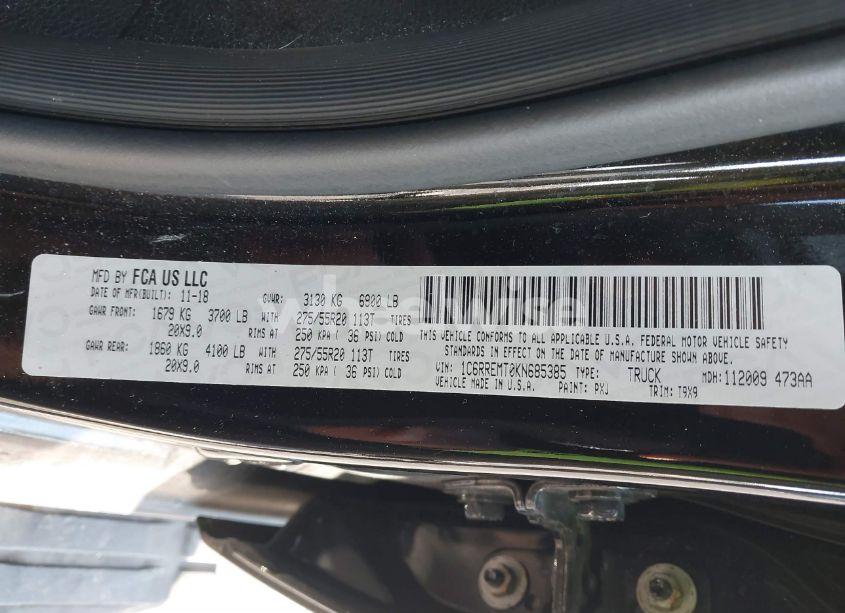 MFD BY FCA US LLC
DATE OF MFR(BUILT): 11-18 GVWR: 3130 KG 6900 LB
GAWR FRONT: 1679 KG 3700 LB WITH 275/55R20 113T TIRES
20X9.0 RIMS AT 250 KPA ( 36 PSI) COLD
GAWR REAR: 1860 KG 4100 LB WITH 275/55R20 113T TIRES
20X9.0 RIMS AT 250 KPA ( 36 PSI) COLD
THIS VEHICLE CONFORMS TO ALL APPLICABLE U.S.A. FEDERAL MOTOR VEHICLE SAFETY
STANDARDS IN EFFECT ON THE DATE OF MANUFACTURE SHOWN ABOVE.
VIN: 1C6RREMT0KN685385 TYPE: TRUCK MDH: 112009 473AA
VEHICLE MADE IN U.S.A. PAINT: PXJ TRIM: T9X9
wheelwise